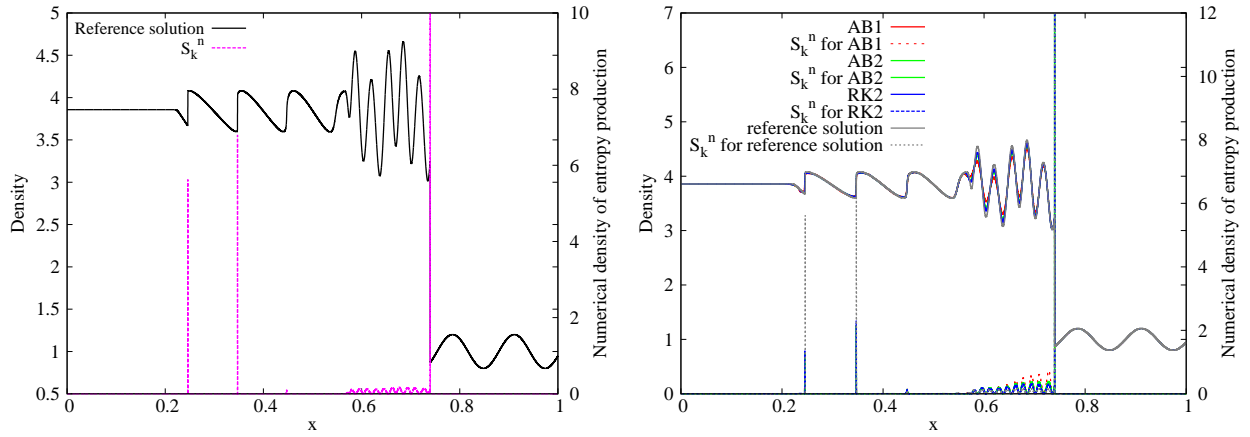 Reference solution
S_k^n
5
4.5
4
3.5
3
2.5
2
1.5
1
0.5
Density
0 0.2 0.4 0.6 0.8 1
x
10
8
6
4
2
0
Numerical density of entropy production
AB1
S_k^n for AB1
AB2
S_k^n for AB2
RK2
S_k^n for RK2
reference solution
S_k^n for reference solution
7
6
5
4
3
2
1
0
Density
0 0.2 0.4 0.6 0.8 1
x
12
10
8
6
4
2
0
Numerical density of entropy production